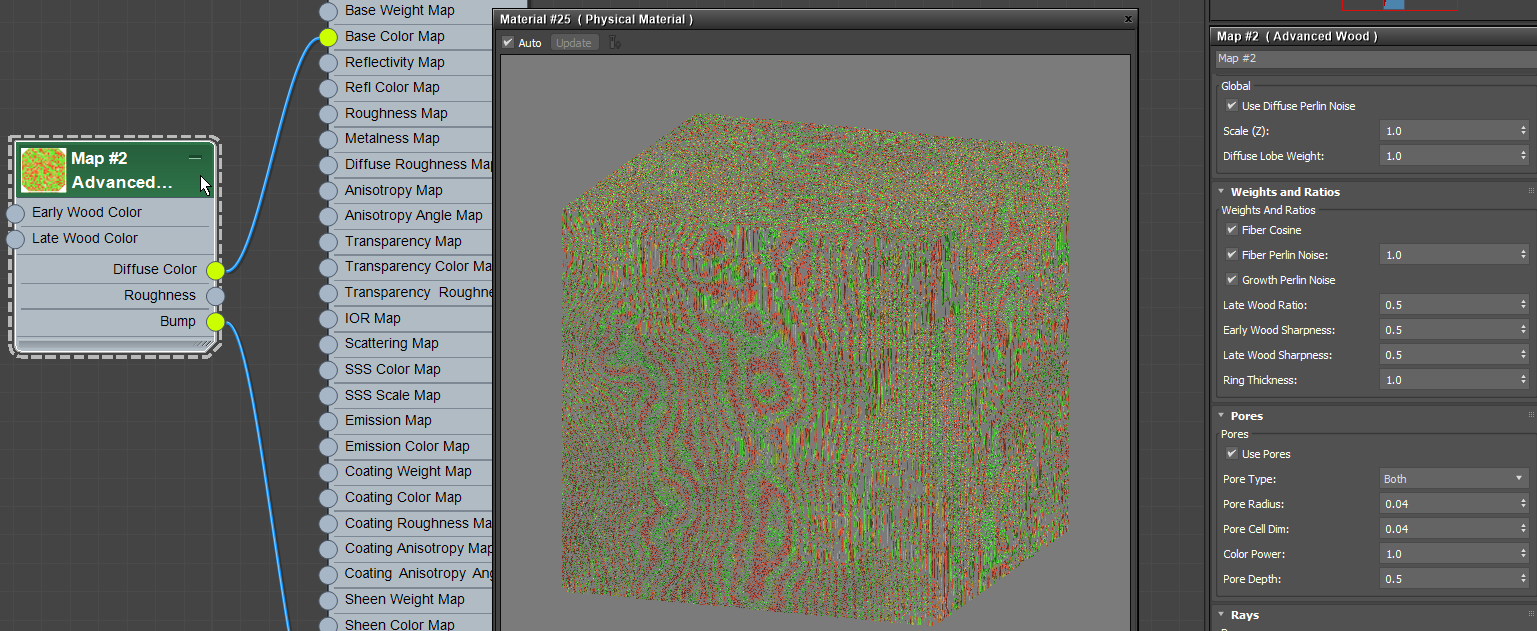 Map #2
Advanced...
Early Wood Color
Late Wood Color
Diffuse Color
Roughness
Bump
Base Weight Map
Base Color Map
Reflectivity Map
Refl Color Map
Roughness Map
Metalness Map
Diffuse Roughness Map
Anisotropy Map
Anisotropy Angle Map
Transparency Map
Transparency Color Ma
Transparency Roughne
IOR Map
Scattering Map
SSS Color Map
SSS Scale Map
Emission Map
Emission Color Map
Coating Weight Map
Coating Color Map
Coating Roughness Ma
Coating Anisotropy Map
Coating Anisotropy Ang
Sheen Weight Map
Sheen Color Map
Material #25 ( Physical Material )
x
Auto
Update
Map #2 ( Advanced Wood )
Map #2
Global
Use Diffuse Perlin Noise
Scale (Z): 1.0
Diffuse Lobe Weight: 1.0
Weights and Ratios
Weights And Ratios
Fiber Cosine
Fiber Perlin Noise: 1.0
Growth Perlin Noise
Late Wood Ratio: 0.5
Early Wood Sharpness: 0.5
Late Wood Sharpness: 0.5
Ring Thickness: 1.0
Pores
Pores
Use Pores
Pore Type: Both
Pore Radius: 0.04
Pore Cell Dim: 0.04
Color Power: 1.0
Pore Depth: 0.5
Rays